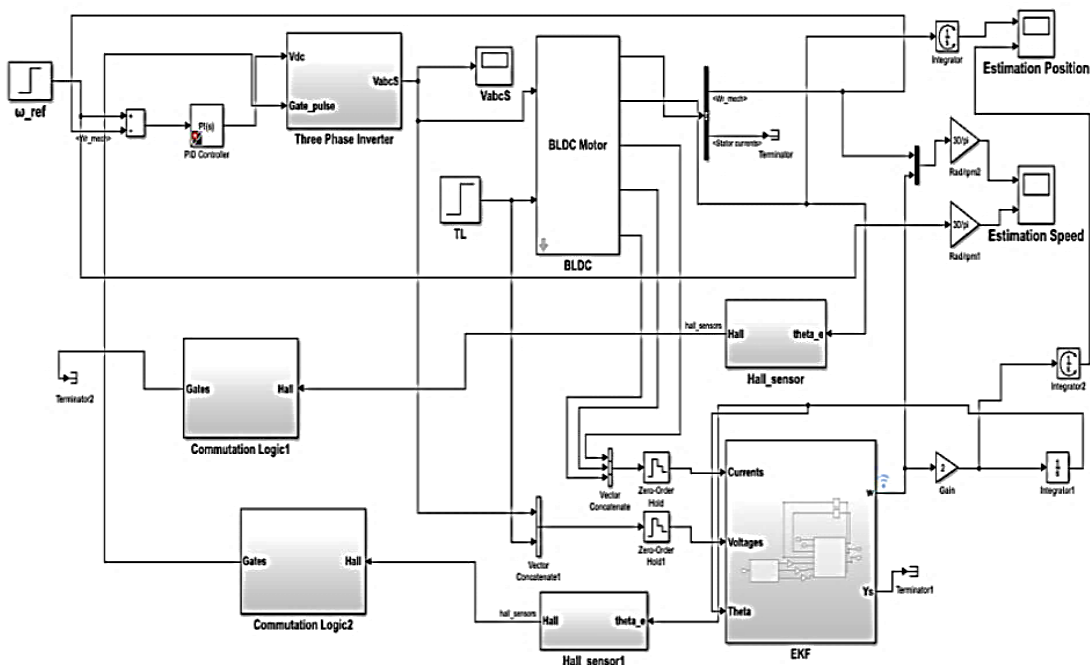 ω_ref
<Wr_mech>
PI(s)
PID Controller
Vdc
VabcS
Gate_pulse
Three Phase Inverter
VabcS
BLDC Motor
BLDC
TL
<Wr_mech>
<Stator currents>
Terminator
Integrator
Estimation Position
30/pi
Rad/rpm2
30/pi
Rad/rpm1
Estimation Speed
hall_sensors
Hall
theta_e
Hall_sensor
Gates
Hall
Commutation Logic1
Terminator2
Integrator2
Vector
Concatenate
Zero-Order
Hold
Currents
w
2
Gain
Integrator1
Vector
Concatenate1
Zero-Order
Hold1
Voltages
Theta
Ys
Terminator1
EKF
Gates
Hall
Commutation Logic2
hall_sensors
Hall
theta_e
Hall_sensor1